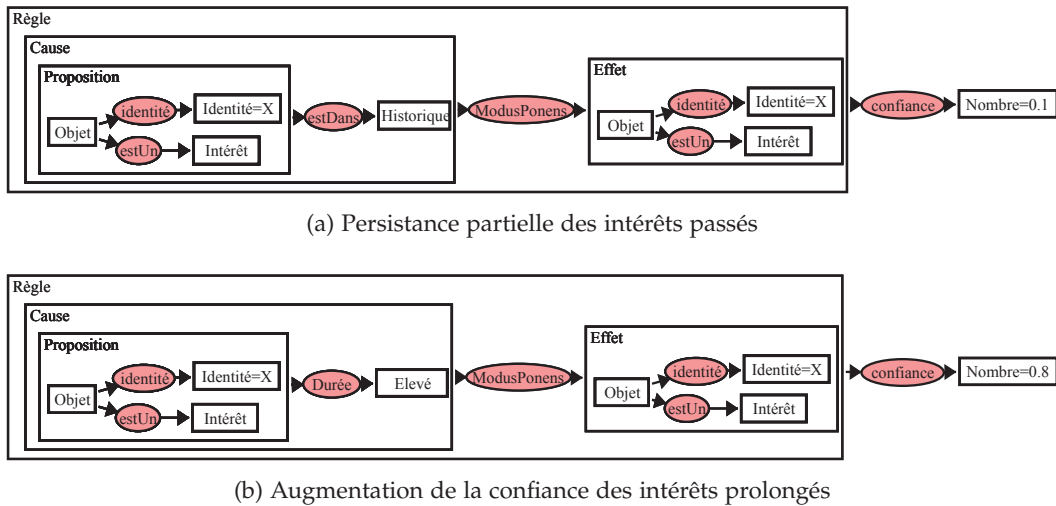 Règle
Cause
Proposition
Objet
identité
Identité=X
estUn
Intérêt
estDans
Historique
ModusPonens
Effet
Objet
identité
Identité=X
estUn
Intérêt
confiance
Nombre=0.1
(a) Persistance partielle des intérêts passés
Règle
Cause
Proposition
Objet
identité
Identité=X
estUn
Intérêt
Durée
Elevé
ModusPonens
Effet
Objet
identité
Identité=X
estUn
Intérêt
confiance
Nombre=0.8
(b) Augmentation de la confiance des intérêts prolongés